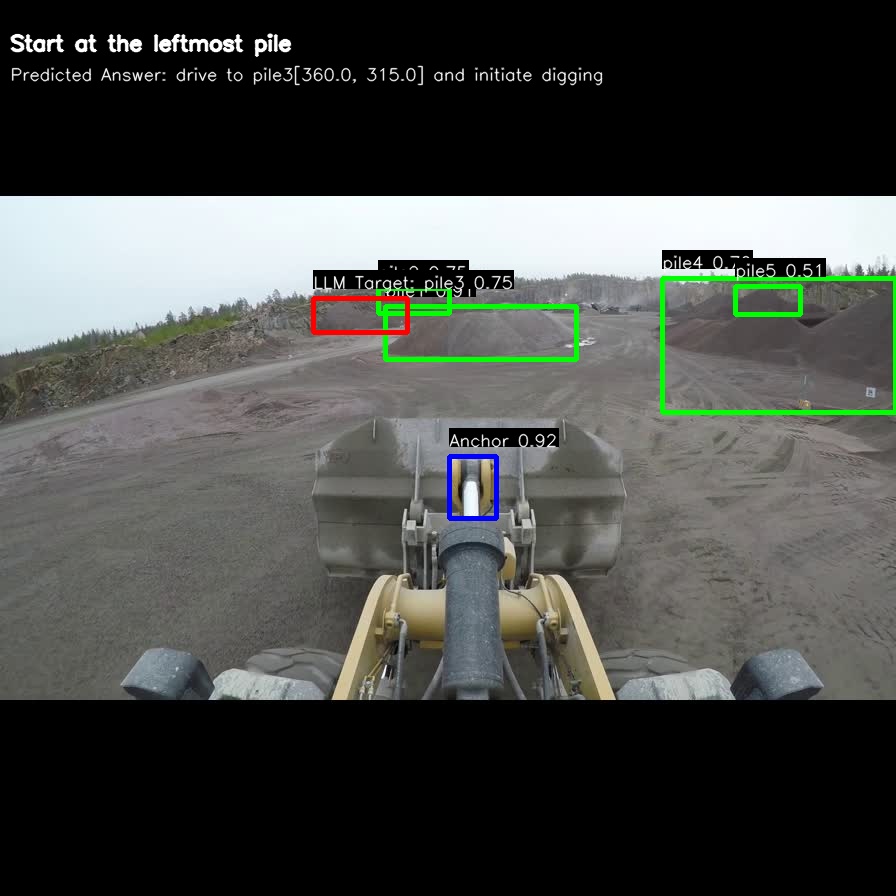 Start at the leftmost pile
Predicted Answer: drive to pile3[360.0, 315.0] and initiate digging
pile4 0.7
pile5 0.51
LLM Target: pile3 0.75
Anchor 0.92